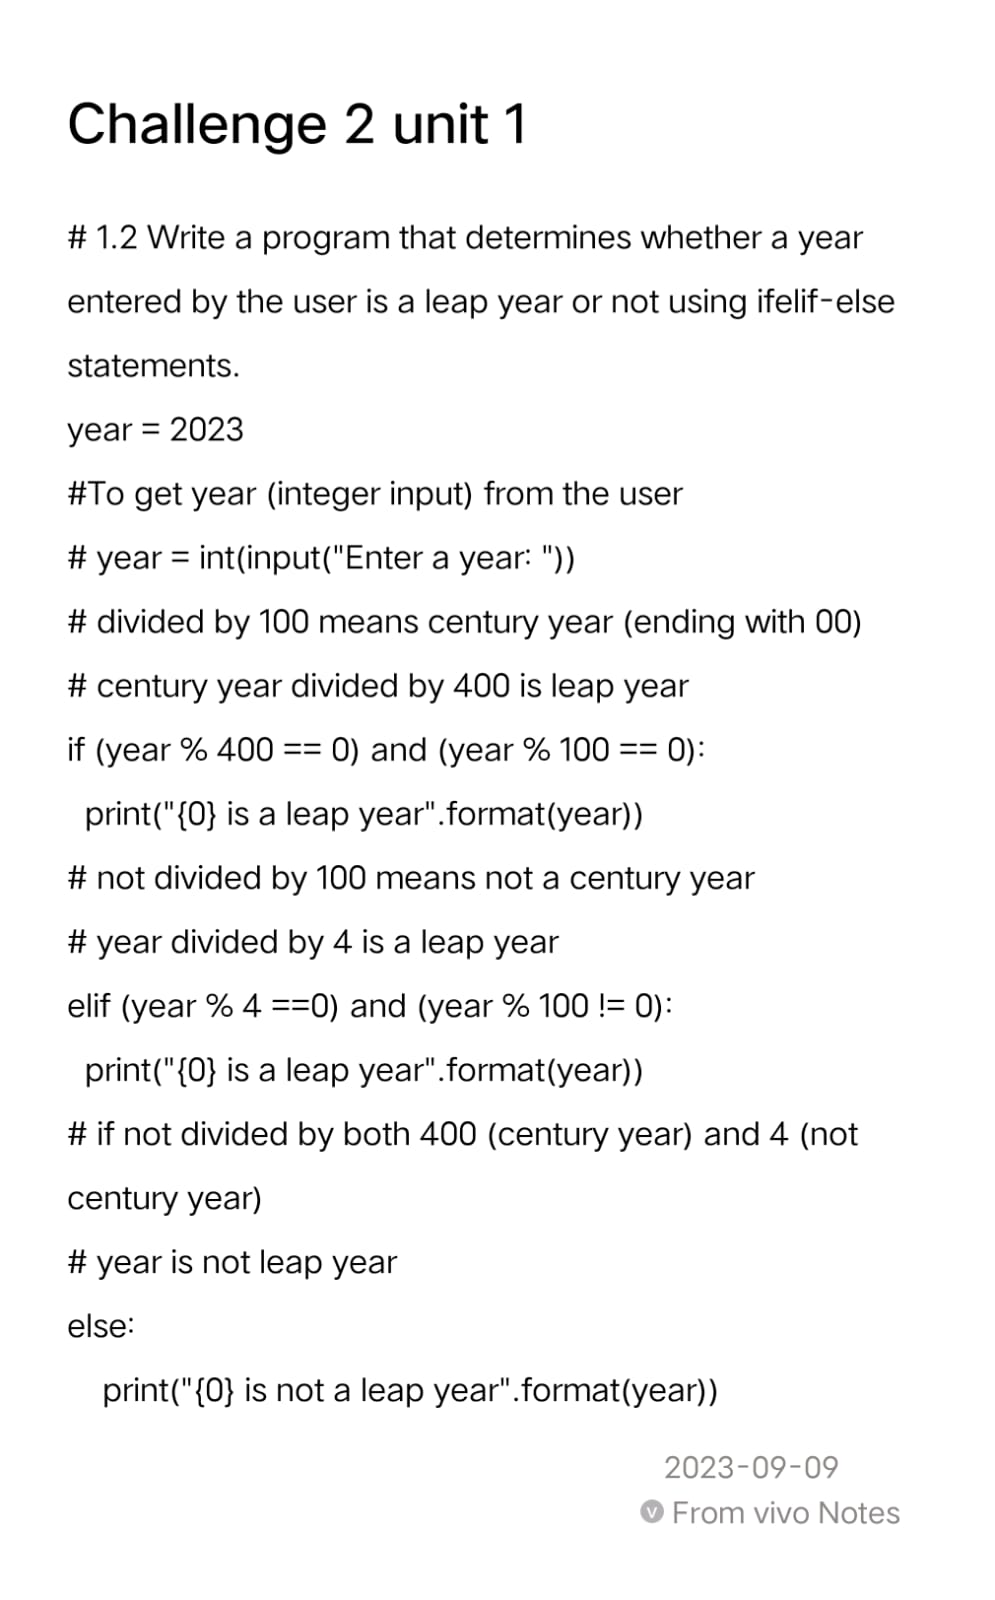 Challenge 2 unit 1
# 1.2 Write a program that determines whether a year
entered by the user is a leap year or not using ifelif-else
statements.
year = 2023
#To get year (integer input) from the user
# year = int(input("Enter a year: "))
# divided by 100 means century year (ending with 00)
# century year divided by 400 is leap year
if (year % 400 == 0) and (year % 100 == 0):
  print("{0} is a leap year".format(year))
# not divided by 100 means not a century year
# year divided by 4 is a leap year
elif (year % 4 ==0) and (year % 100 != 0):
  print("{0} is a leap year".format(year))
# if not divided by both 400 (century year) and 4 (not
century year)
# year is not leap year
else:
    print("{0} is not a leap year".format(year))
2023-09-09
V From vivo Notes